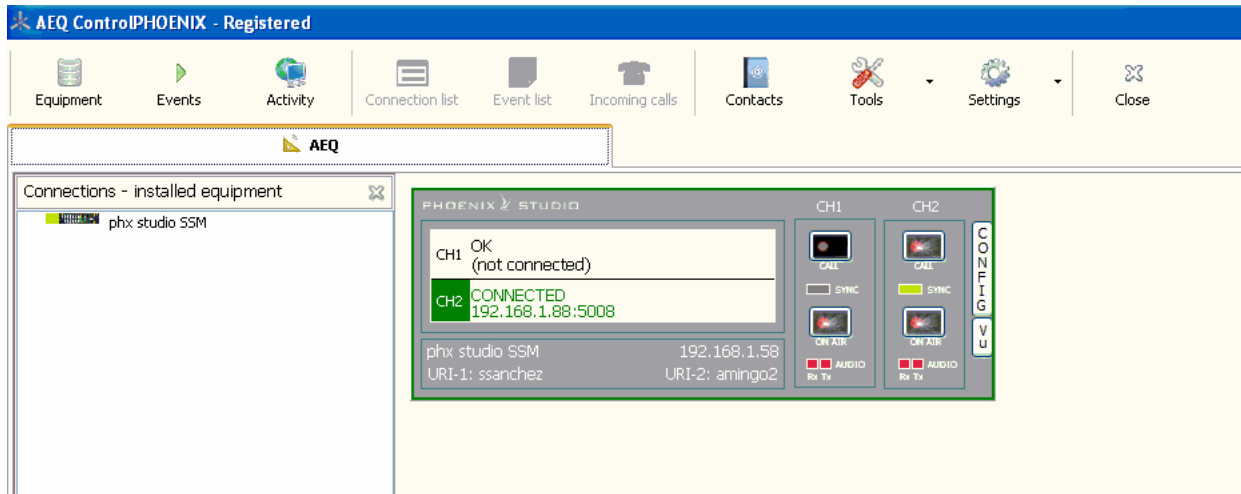 AEQ ControlPHOENIX - Registered
Equipment Events Activity Connection list Event list Incoming calls Contacts Tools Settings Close
AEQ
Connections - installed equipment
phx studio SSM
PHOENIX STUDIO CH1 CH2
CH1 OK
(not connected)
CH2 CONNECTED
192.168.1.88:5008
phx studio SSM 192.168.1.58
URI-1: ssanchez URI-2: amingo2
CALL CALL
SYNC SYNC
ON AIR ON AIR
AUDIO AUDIO
Rx Tx Rx Tx
CONFIG
Vu